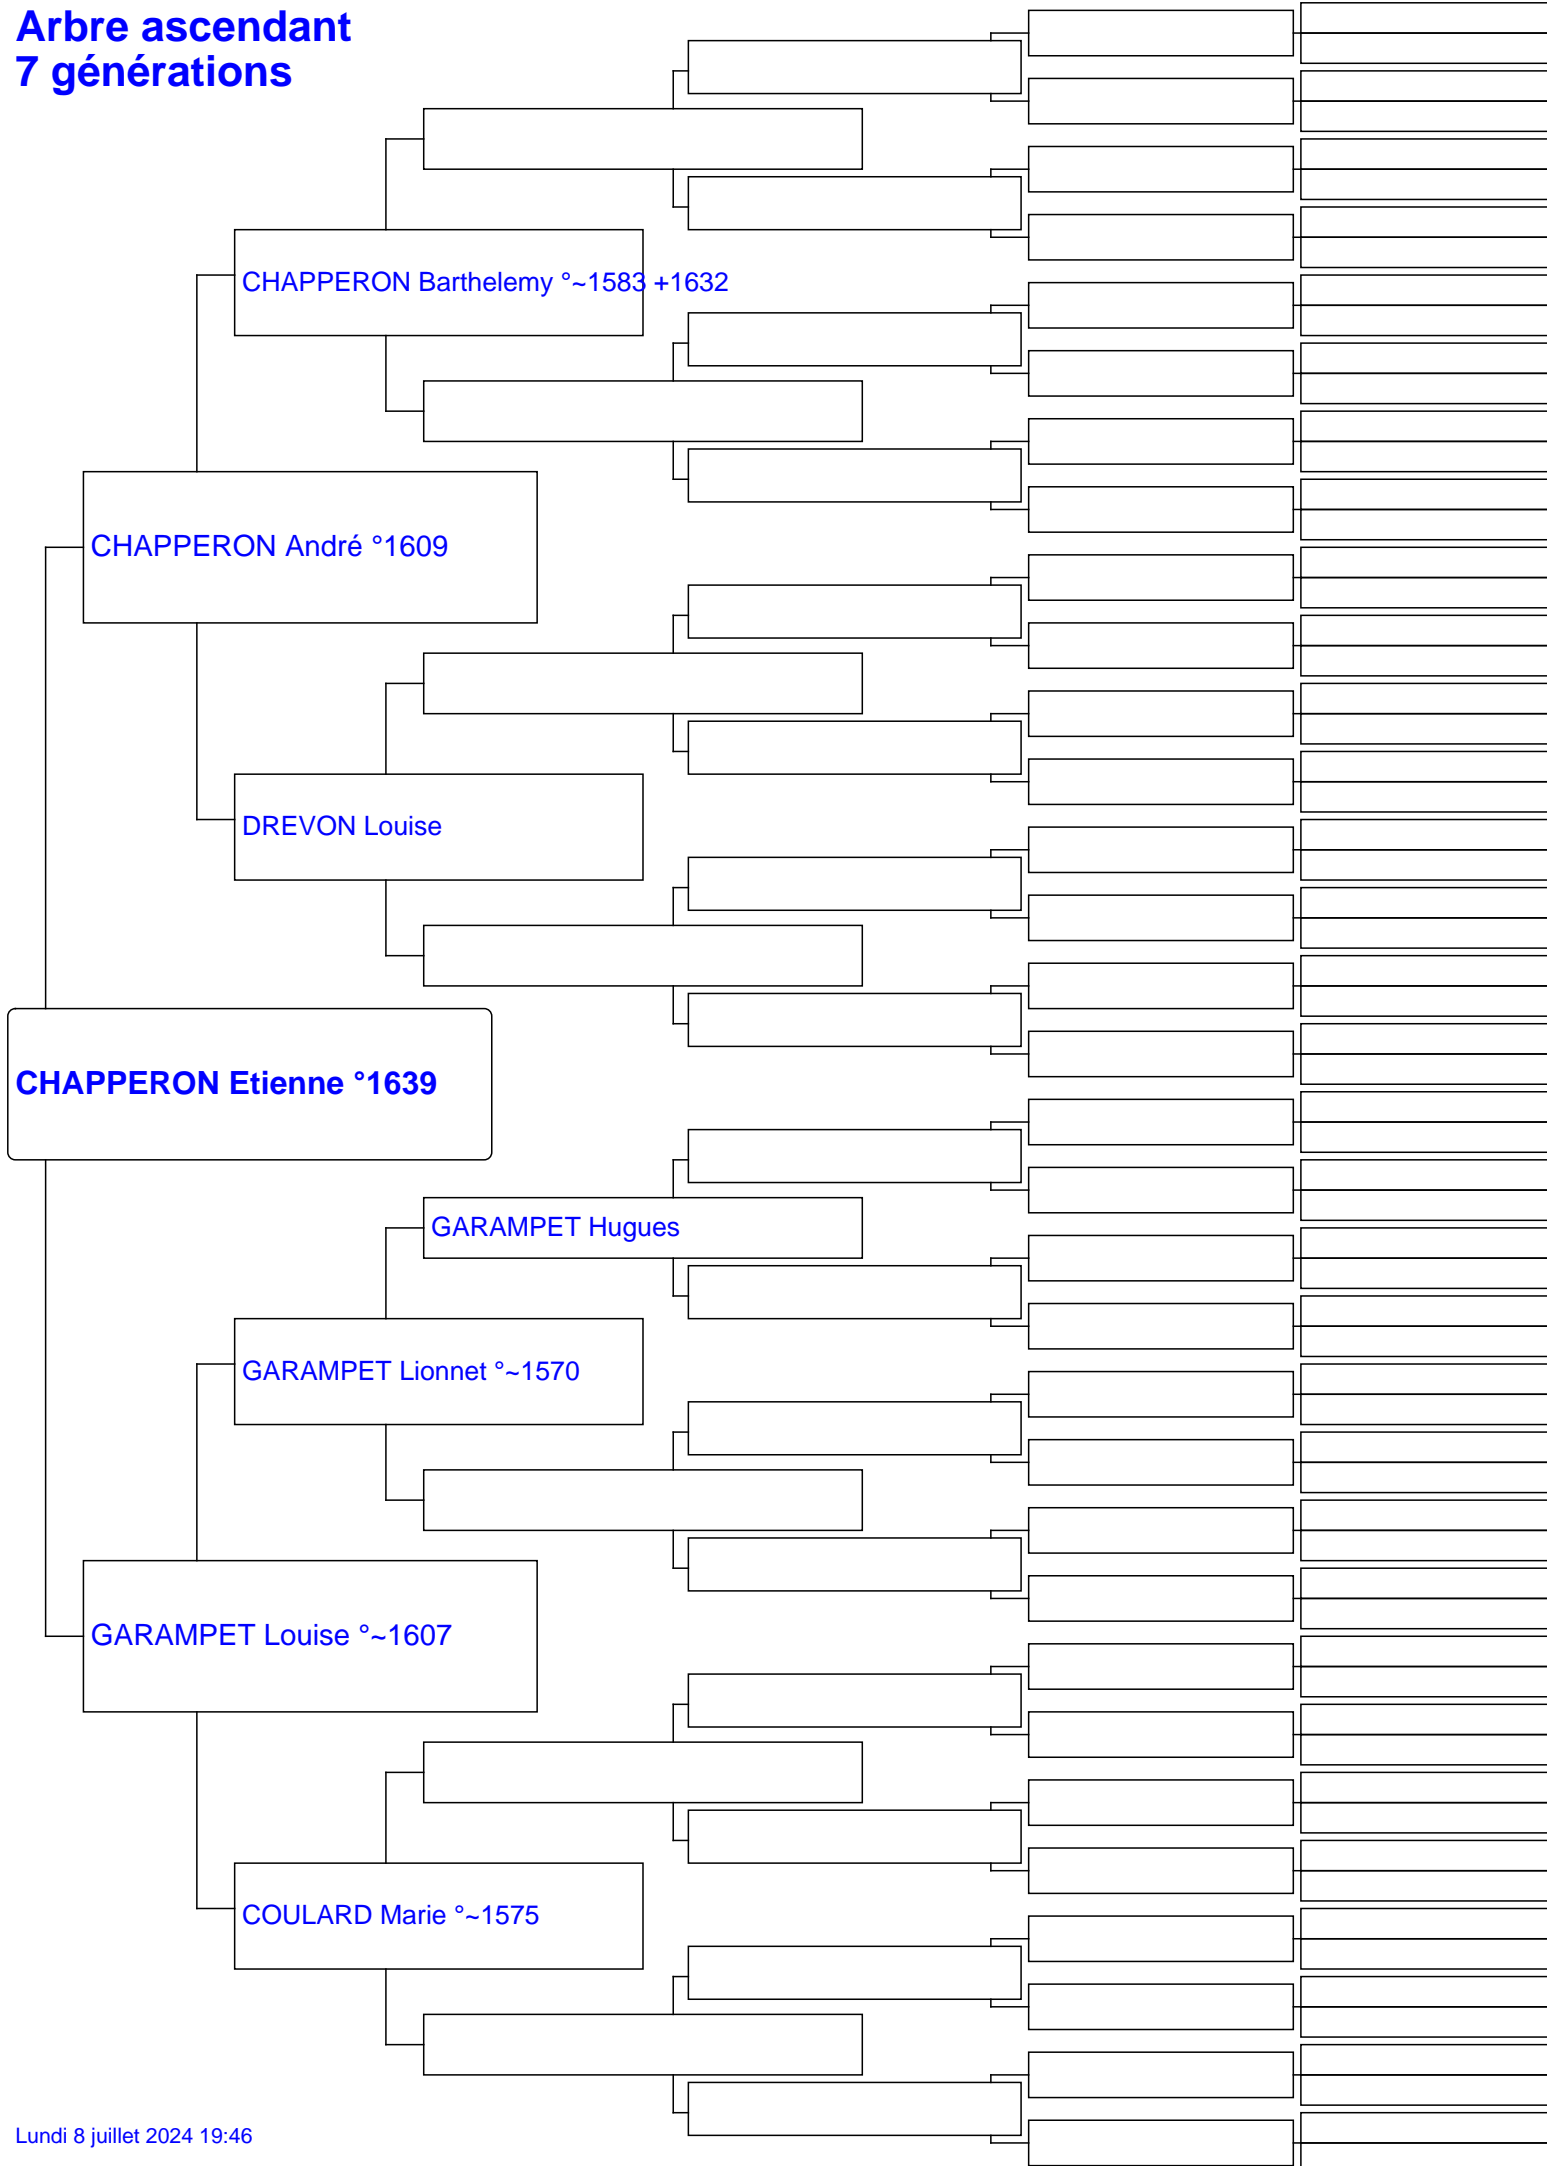 Arbre ascendant
7 générations
CHAPPERON Barthelemy °~1583 +1632
CHAPPERON André °1609
DREVON Louise
CHAPPERON Etienne °1639
GARAMPET Hugues
GARAMPET Lionnet °~1570
GARAMPET Louise °~1607
COULARD Marie °~1575
Lundi 8 juillet 2024 19:46